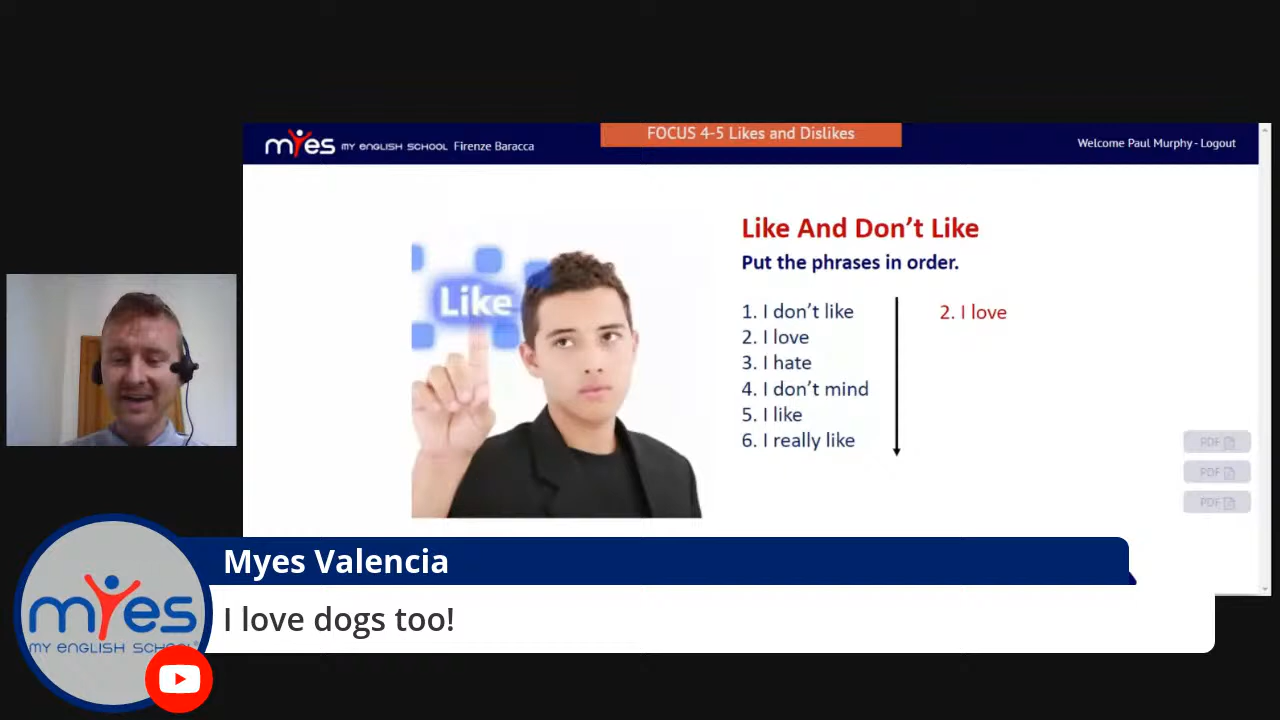 FOCUS 4-5 Likes and Dislikes
myes MY ENGLISH SCHOOL Firenze Baracca
Welcome Paul Murphy - Logout
Like
Like And Don't Like
Put the phrases in order.
1. I don't like
2. I love
3. I hate
4. I don't mind
5. I like
6. I really like
2. I love
PDF
PDF
PDF
Myes Valencia
I love dogs too!
myes
MY ENGLISH SCHOOL